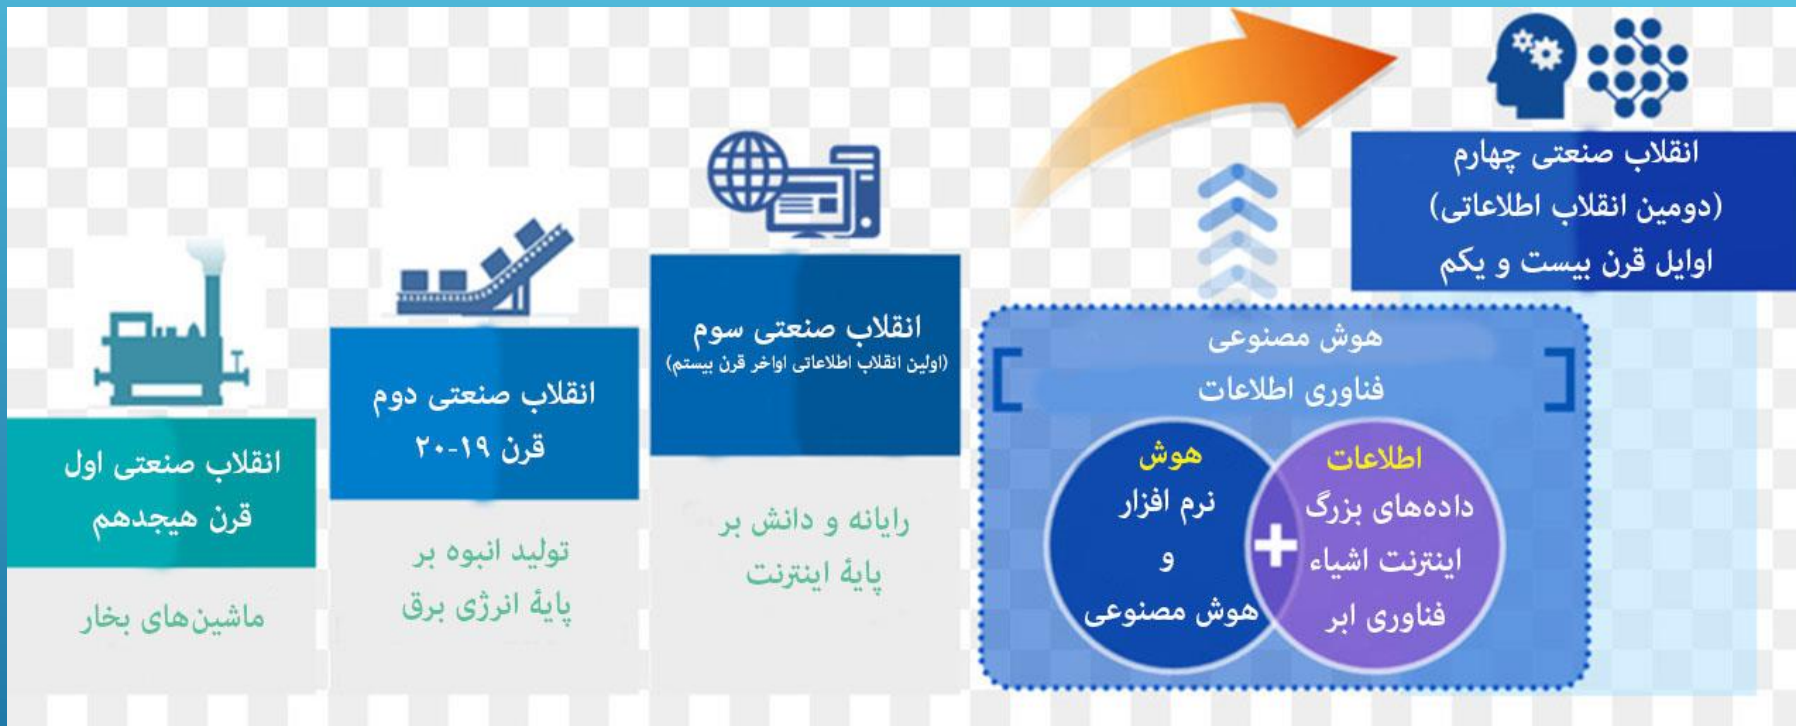 انقلاب صنعتی اول
قرن هیجدهم
ماشین‌های بخار
انقلاب صنعتی دوم
قرن ۱۹-۲۰
تولید انبوه بر
پایهٔ انرژی برق
انقلاب صنعتی سوم
(اولین انقلاب اطلاعاتی اواخر قرن بیستم)
رایانه و دانش بر
پایهٔ اینترنت
انقلاب صنعتی چهارم
(دومین انقلاب اطلاعاتی)
اوایل قرن بیست و یکم
هوش مصنوعی
فناوری اطلاعات
اطلاعات
داده‌های بزرگ
اینترنت اشیاء
فناوری ابر
+
هوش
نرم افزار
و
هوش مصنوعی